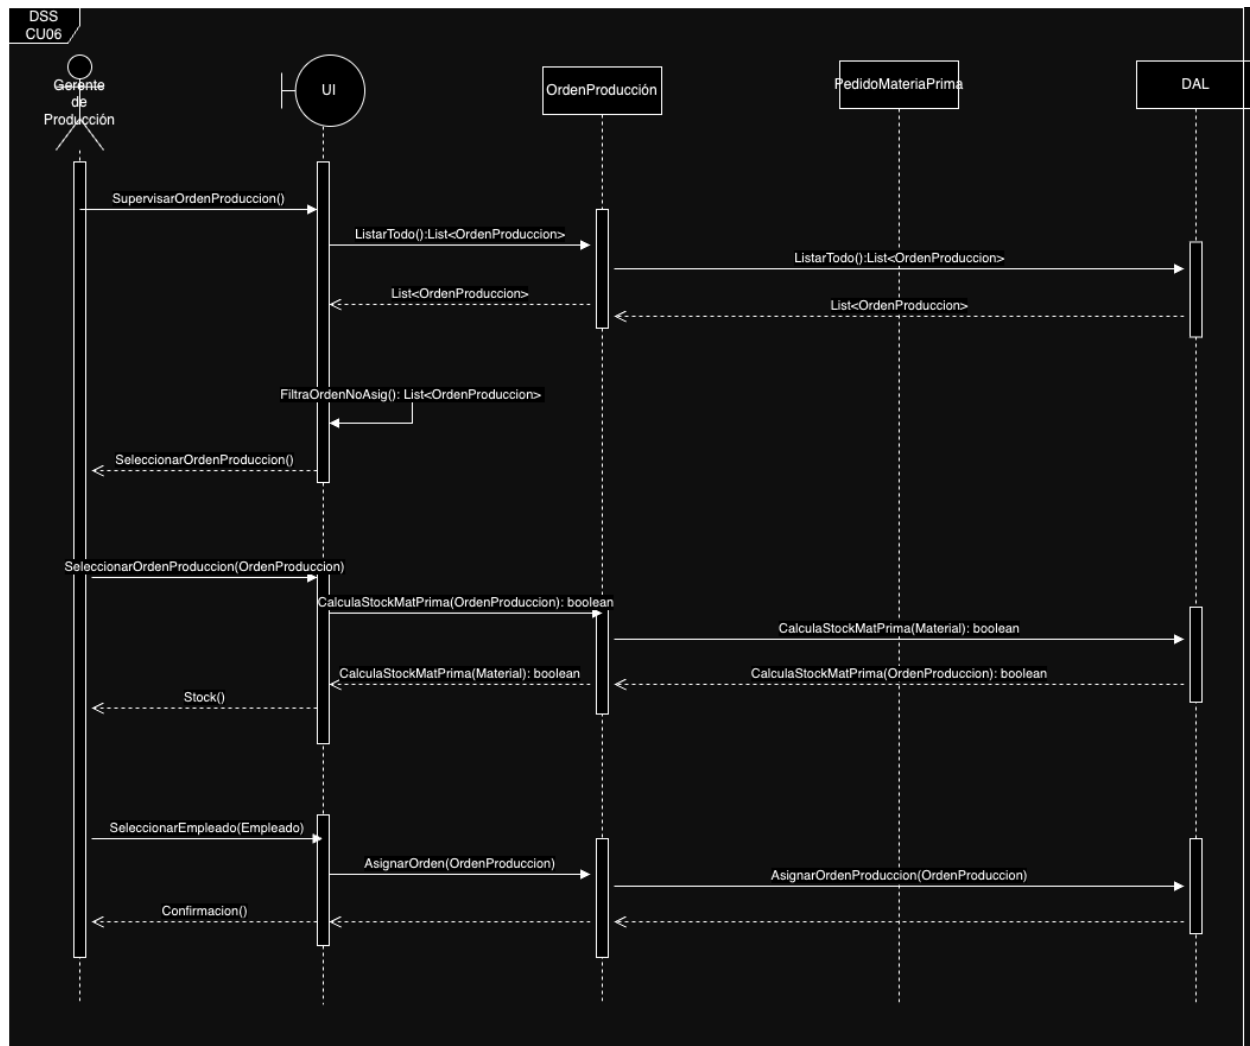 DSS
CU06
Gerente
de
Producción
UI
OrdenProducción
PedidoMateriaPrima
DAL
SupervisarOrdenProduccion()
ListarTodo():List<OrdenProduccion>
ListarTodo():List<OrdenProduccion>
List<OrdenProduccion>
List<OrdenProduccion>
FiltraOrdenNoAsig(): List<OrdenProduccion>
SeleccionarOrdenProduccion()
SeleccionarOrdenProduccion(OrdenProduccion)
CalculaStockMatPrima(OrdenProduccion): boolean
CalculaStockMatPrima(Material): boolean
CalculaStockMatPrima(Material): boolean
CalculaStockMatPrima(OrdenProduccion): boolean
Stock()
SeleccionarEmpleado(Empleado)
AsignarOrden(OrdenProduccion)
AsignarOrdenProduccion(OrdenProduccion)
Confirmacion()